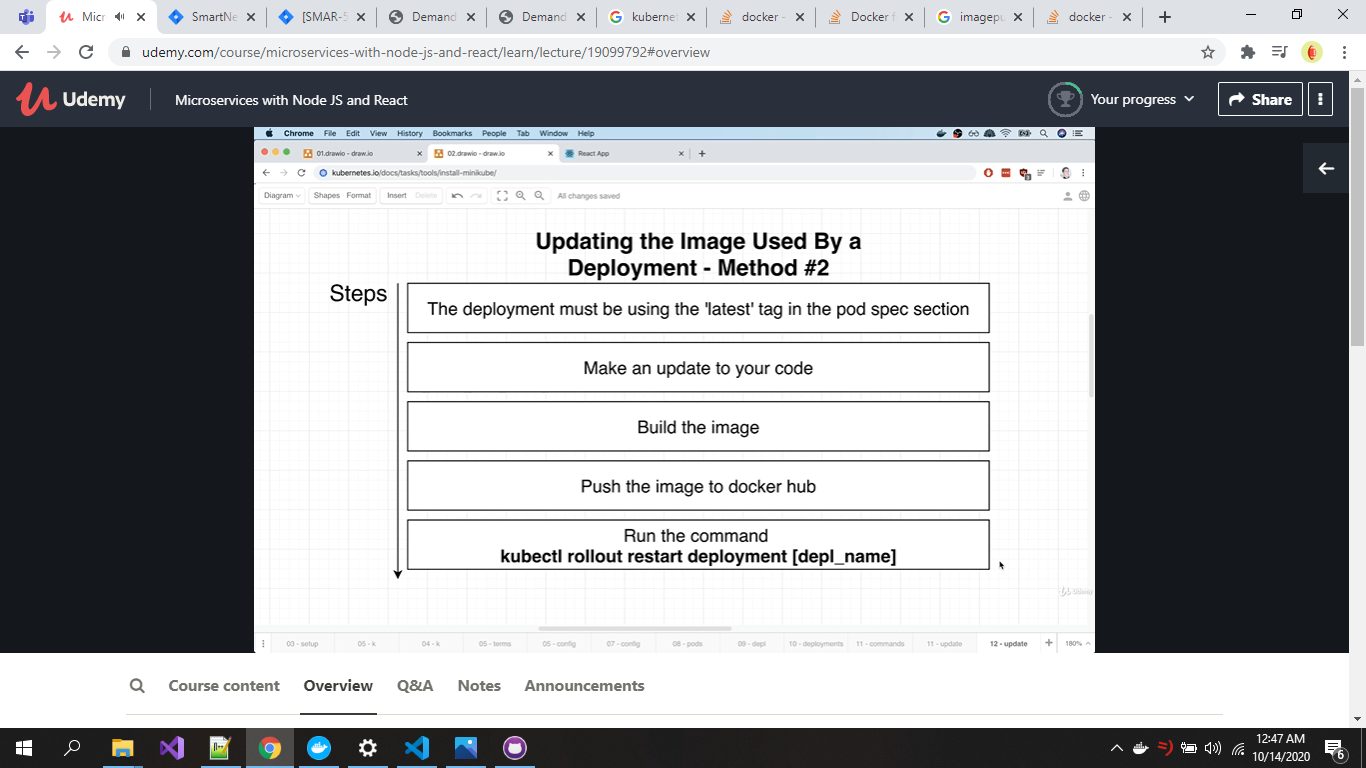 Micr
SmartNe
[SMAR-5
Demand
Demand
kubernet
docker -
Docker f
imagepu
docker -
udemy.com/course/microservices-with-node-js-and-react/learn/lecture/19099792#overview
Udemy
Microservices with Node JS and React
Your progress
Share
Chrome File Edit View History Bookmarks People Tab Window Help
01.drawio - draw.io
02.drawio - draw.io
React App
kubernetes.io/docs/tasks/tools/install-minikube/
Diagram Shapes Format Insert Delete All changes saved
Updating the Image Used By a
Deployment - Method #2
Steps
The deployment must be using the 'latest' tag in the pod spec section
Make an update to your code
Build the image
Push the image to docker hub
Run the command
kubectl rollout restart deployment [depl_name]
Udemy
03 - setup 05 - k 04 - k 05 - terms 05 - config 07 - config 08 - pods 09 - depl 10 - deployments 11 - commands 11 - update 12 - update 180%
Course content Overview Q&A Notes Announcements
12:47 AM
10/14/2020
6